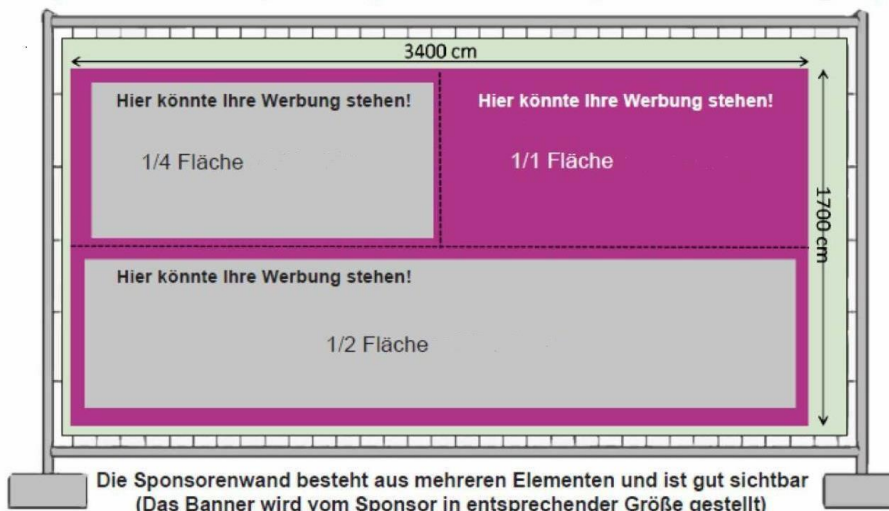 3400 cm
Hier könnte Ihre Werbung stehen!
Hier könnte Ihre Werbung stehen!
1/4 Fläche
1/1 Fläche
1700 cm
Hier könnte Ihre Werbung stehen!
1/2 Fläche
Die Sponsorenwand besteht aus mehreren Elementen und ist gut sichtbar
(Das Banner wird vom Sponsor in entsprechender Größe gestellt)